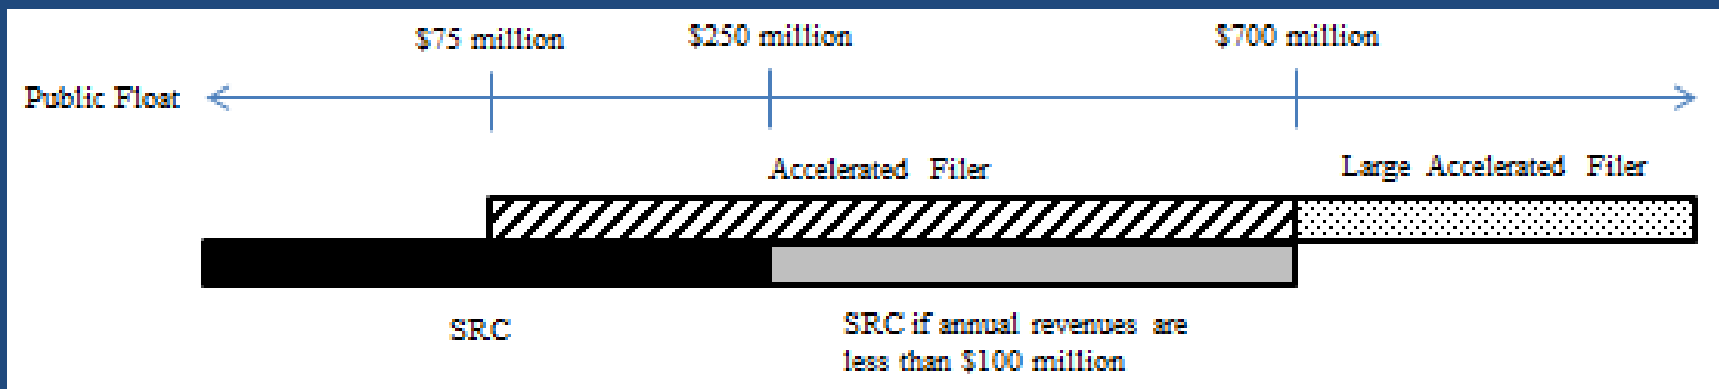 $75 million
$250 million
$700 million
Public Float
Accelerated Filer
Large Accelerated Filer
SRC
SRC if annual revenues are
less than $100 million